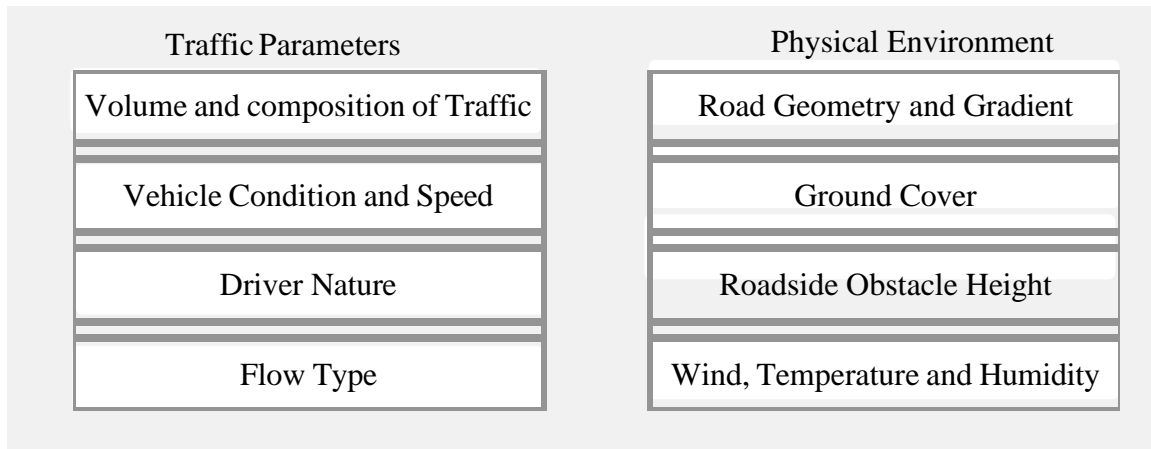 Traffic Parameters
Volume and composition of Traffic
Vehicle Condition and Speed
Driver Nature
Flow Type
Physical Environment
Road Geometry and Gradient
Ground Cover
Roadside Obstacle Height
Wind, Temperature and Humidity